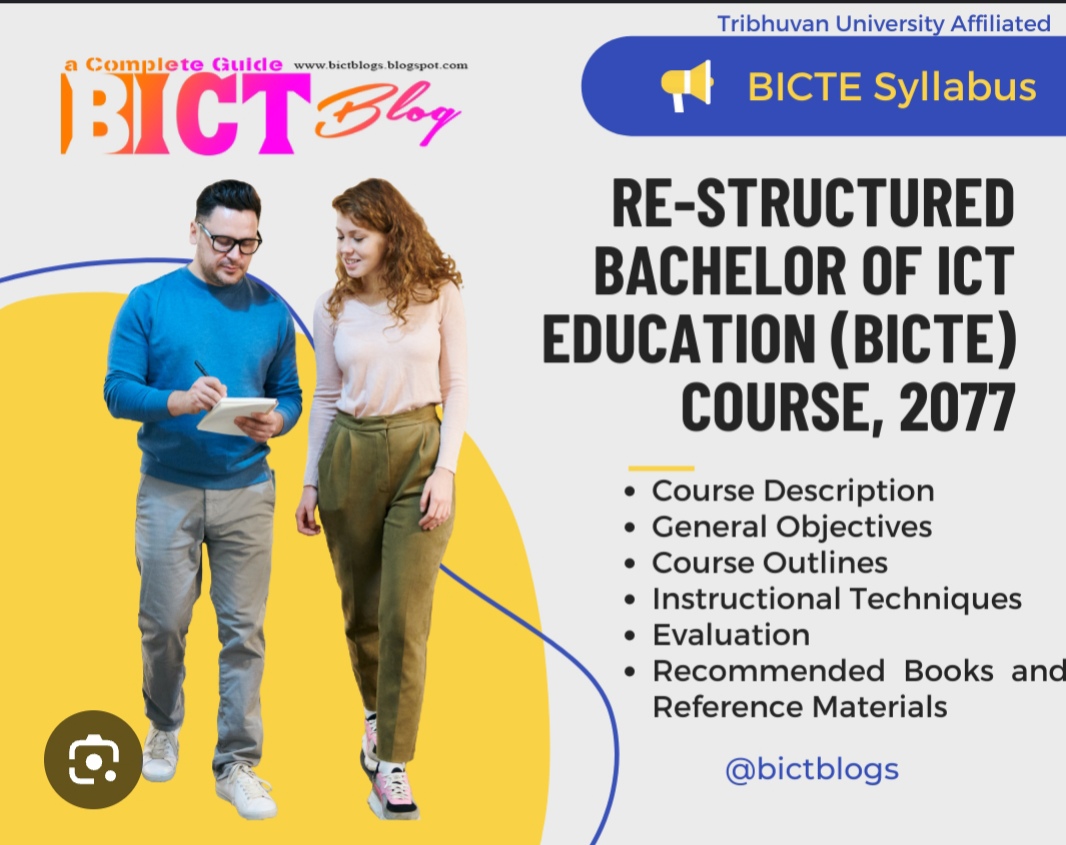 Tribhuvan University Affiliated
a Complete Guide www.bictblogs.blogspot.com
BICT Blog
BICTE Syllabus
RE-STRUCTURED
BACHELOR OF ICT
EDUCATION (BICTE)
COURSE, 2077
• Course Description
• General Objectives
• Course Outlines
• Instructional Techniques
• Evaluation
• Recommended Books and
Reference Materials
@bictblogs